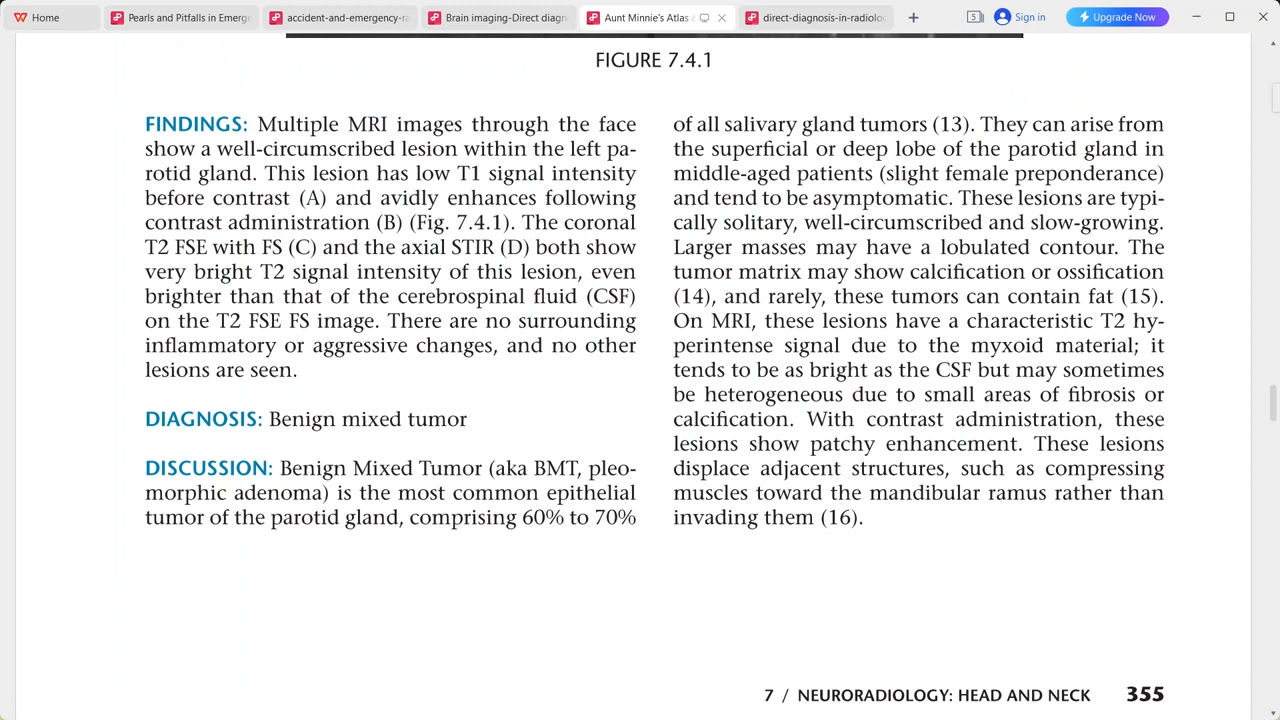 Home
Pearls and Pitfalls in Emerge
accident-and-emergency-ra
Brain imaging-Direct diagn
Aunt Minnie's Atlas
direct-diagnosis-in-radiolo
5
Sign in
Upgrade Now
FIGURE 7.4.1
FINDINGS: Multiple MRI images through the face
show a well-circumscribed lesion within the left pa-
rotid gland. This lesion has low T1 signal intensity
before contrast (A) and avidly enhances following
contrast administration (B) (Fig. 7.4.1). The coronal
T2 FSE with FS (C) and the axial STIR (D) both show
very bright T2 signal intensity of this lesion, even
brighter than that of the cerebrospinal fluid (CSF)
on the T2 FSE FS image. There are no surrounding
inflammatory or aggressive changes, and no other
lesions are seen.
DIAGNOSIS: Benign mixed tumor
DISCUSSION: Benign Mixed Tumor (aka BMT, pleo-
morphic adenoma) is the most common epithelial
tumor of the parotid gland, comprising 60% to 70%
of all salivary gland tumors (13). They can arise from
the superficial or deep lobe of the parotid gland in
middle-aged patients (slight female preponderance)
and tend to be asymptomatic. These lesions are typi-
cally solitary, well-circumscribed and slow-growing.
Larger masses may have a lobulated contour. The
tumor matrix may show calcification or ossification
(14), and rarely, these tumors can contain fat (15).
On MRI, these lesions have a characteristic T2 hy-
perintense signal due to the myxoid material; it
tends to be as bright as the CSF but may sometimes
be heterogeneous due to small areas of fibrosis or
calcification. With contrast administration, these
lesions show patchy enhancement. These lesions
displace adjacent structures, such as compressing
muscles toward the mandibular ramus rather than
invading them (16).
7 / NEURORADIOLOGY: HEAD AND NECK 355